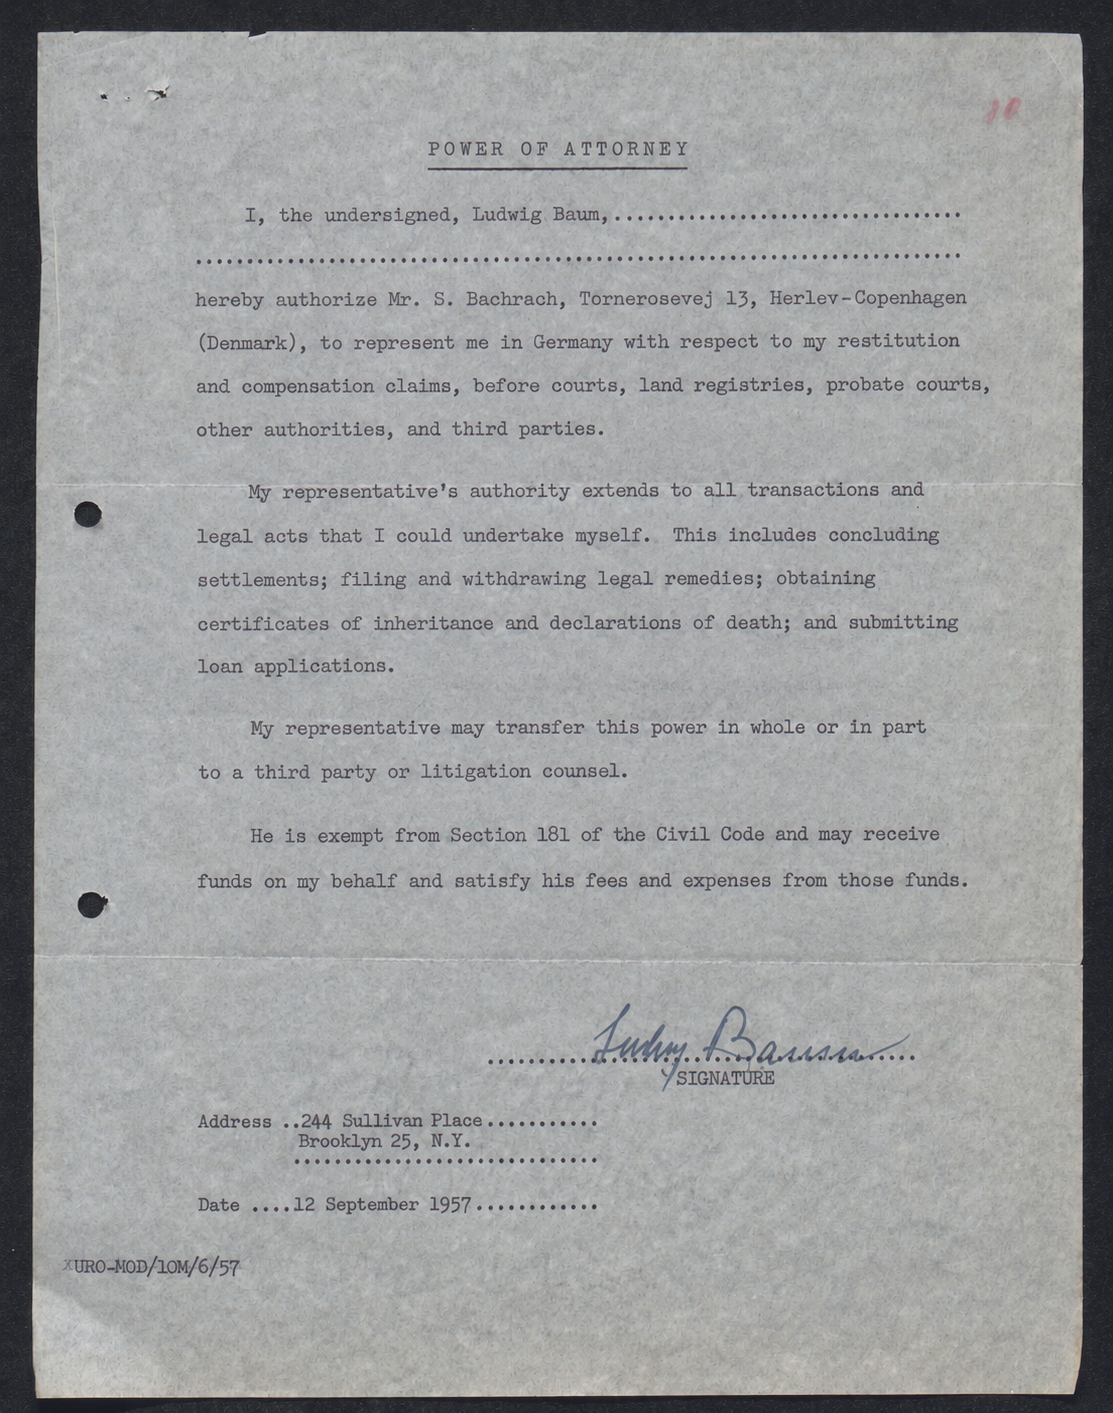 80
POWER OF ATTORNEY
I, the undersigned, Ludwig Baum,..................................
...........................................................................
hereby authorize Mr. S. Bachrach, Tornerosevej 13, Herlev-Copenhagen
(Denmark), to represent me in Germany with respect to my restitution
and compensation claims, before courts, land registries, probate courts,
other authorities, and third parties.
My representative's authority extends to all transactions and
legal acts that I could undertake myself. This includes concluding
settlements; filing and withdrawing legal remedies; obtaining
certificates of inheritance and declarations of death; and submitting
loan applications.
My representative may transfer this power in whole or in part
to a third party or litigation counsel.
He is exempt from Section 181 of the Civil Code and may receive
funds on my behalf and satisfy his fees and expenses from those funds.
Ludwig Baum
SIGNATURE
Address ..244 Sullivan Place...........
Brooklyn 25, N.Y.
..............................
Date ....12 September 1957............
XURO-MOD/10M/6/57